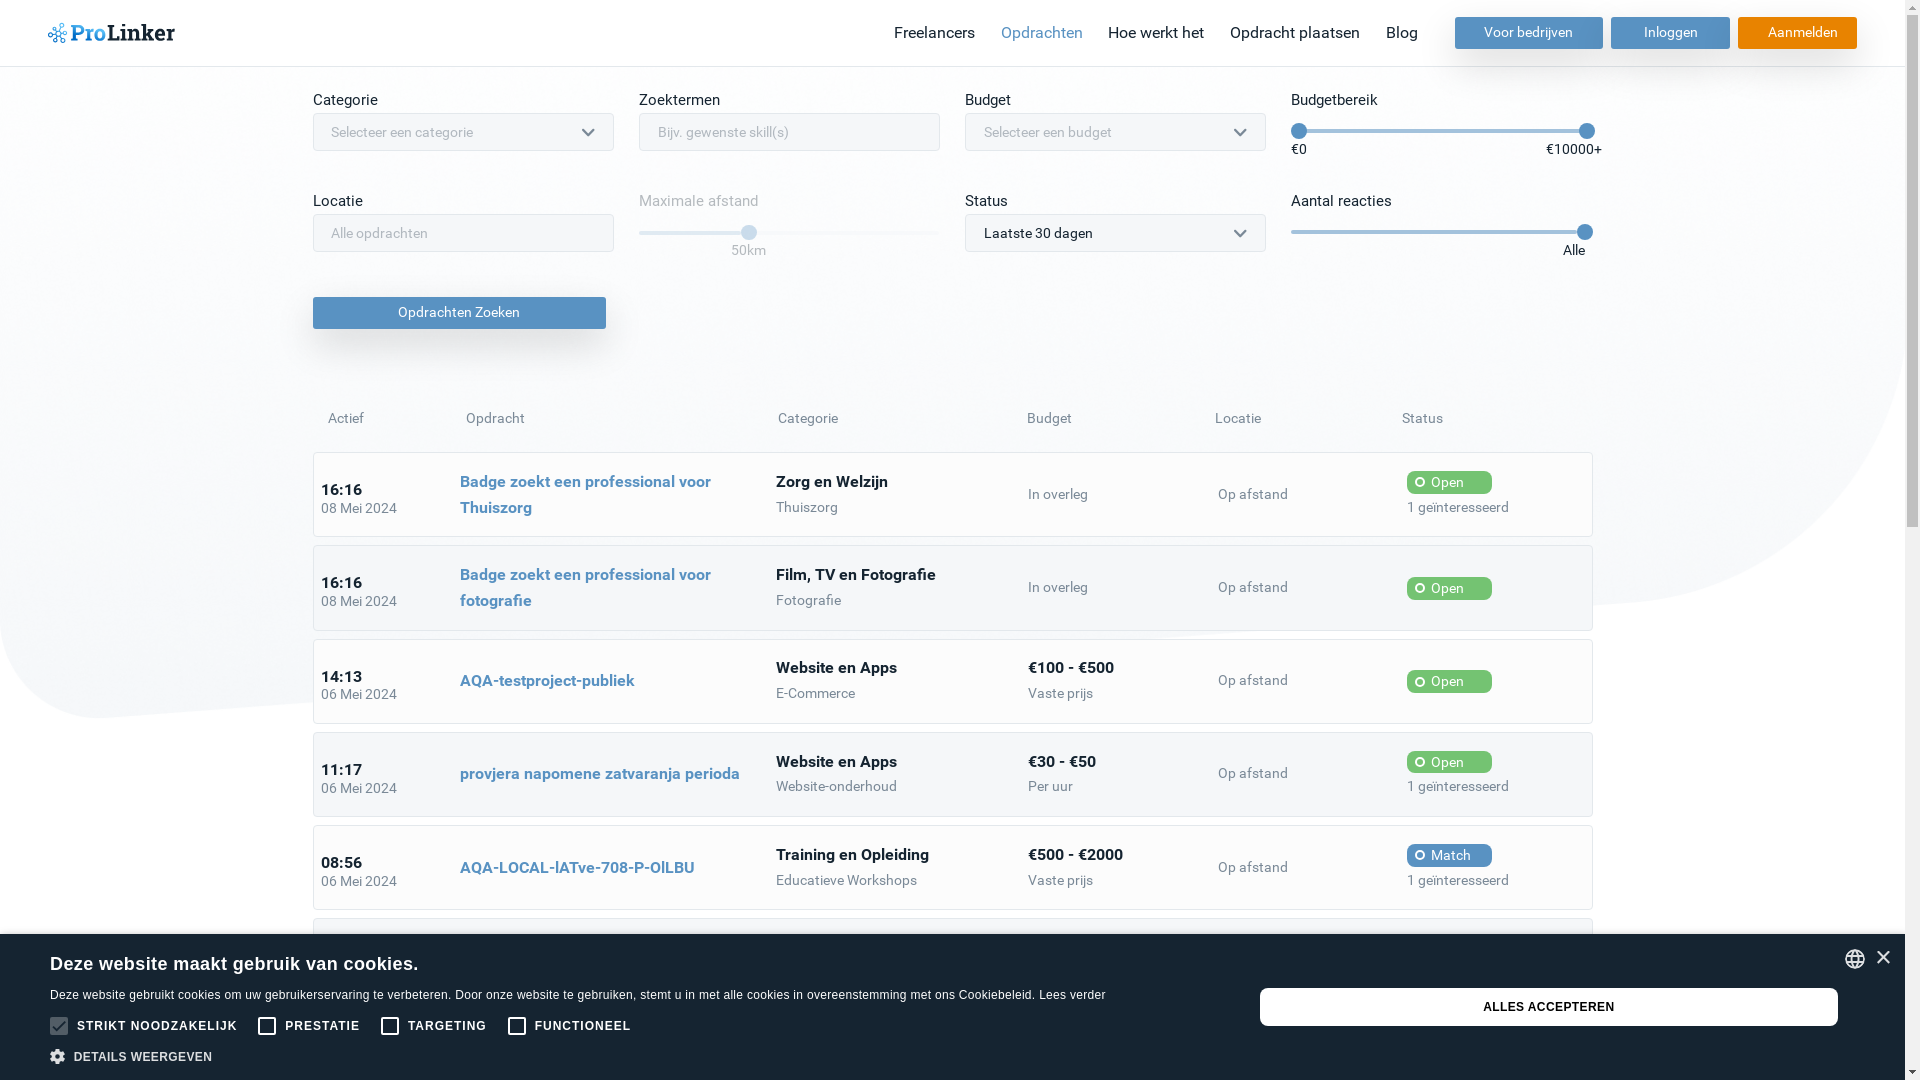 ProLinker
Freelancers Opdrachten Hoe werkt het Opdracht plaatsen Blog Voor bedrijven Inloggen Aanmelden
Categorie Zoektermen Budget Budgetbereik
Selecteer een categorie Bijv. gewenste skill(s) Selecteer een budget
€0 €10000+
Locatie Maximale afstand Status Aantal reacties
Alle opdrachten Laatste 30 dagen
50km Alle
Opdrachten Zoeken
Actief Opdracht Categorie Budget Locatie Status
16:16
08 Mei 2024
Badge zoekt een professional voor
Thuiszorg
Zorg en Welzijn
Thuiszorg
In overleg
Op afstand
Open
1 geïnteresseerd
16:16
08 Mei 2024
Badge zoekt een professional voor
fotografie
Film, TV en Fotografie
Fotografie
In overleg
Op afstand
Open
14:13
06 Mei 2024
AQA-testproject-publiek
Website en Apps
E-Commerce
€100 - €500
Vaste prijs
Op afstand
Open
11:17
06 Mei 2024
provjera napomene zatvaranja perioda
Website en Apps
Website-onderhoud
€30 - €50
Per uur
Op afstand
Open
1 geïnteresseerd
08:56
06 Mei 2024
AQA-LOCAL-lATve-708-P-OlLBU
Training en Opleiding
Educatieve Workshops
€500 - €2000
Vaste prijs
Op afstand
Match
1 geïnteresseerd
Deze website maakt gebruik van cookies.
Deze website gebruikt cookies om uw gebruikerservaring te verbeteren. Door onze website te gebruiken, stemt u in met alle cookies in overeenstemming met ons Cookiebeleid. Lees verder
STRIKT NOODZAKELIJK PRESTATIE TARGETING FUNCTIONEEL
DETAILS WEERGEVEN
ALLES ACCEPTEREN
×